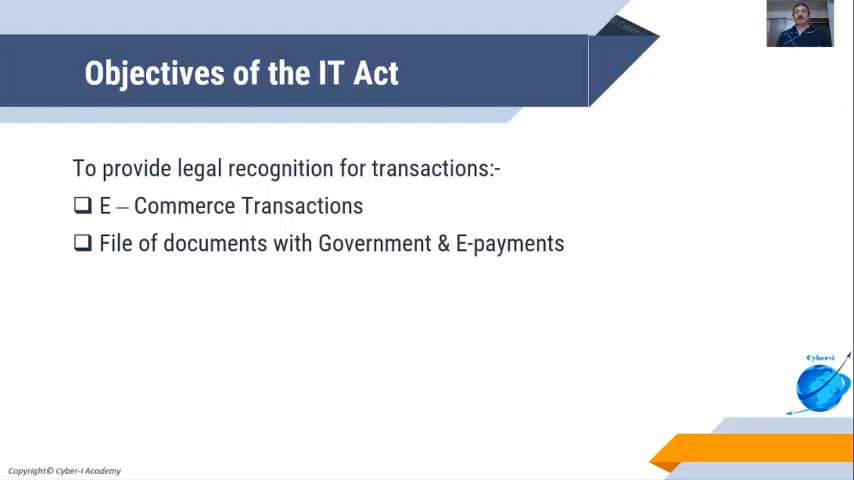 Objectives of the IT Act
To provide legal recognition for transactions:-
❑ E – Commerce Transactions
❑ File of documents with Government & E-payments
Cyber-i
Copyright© Cyber-i Academy